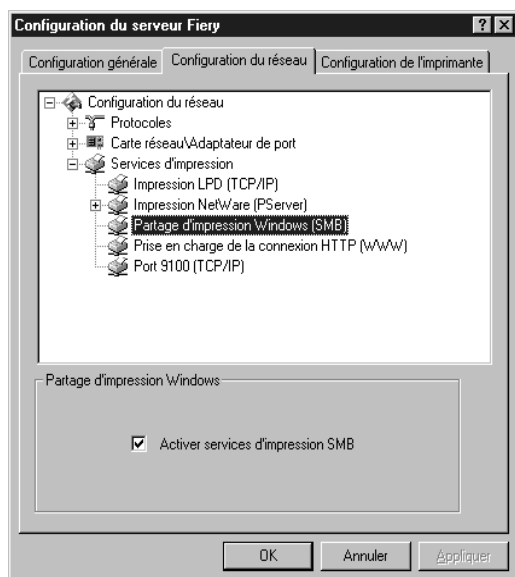 Configuration du serveur Fiery
Configuration générale
Configuration du réseau
Configuration de l'imprimante
Configuration du réseau
Protocoles
Carte réseau\Adaptateur de port
Services d'impression
Impression LPD (TCP/IP)
Impression NetWare (PServer)
Partage d'impression Windows (SMB)
Prise en charge de la connexion HTTP (WWW)
Port 9100 (TCP/IP)
Partage d'impression Windows
Activer services d'impression SMB
OK
Annuler
Appliquer